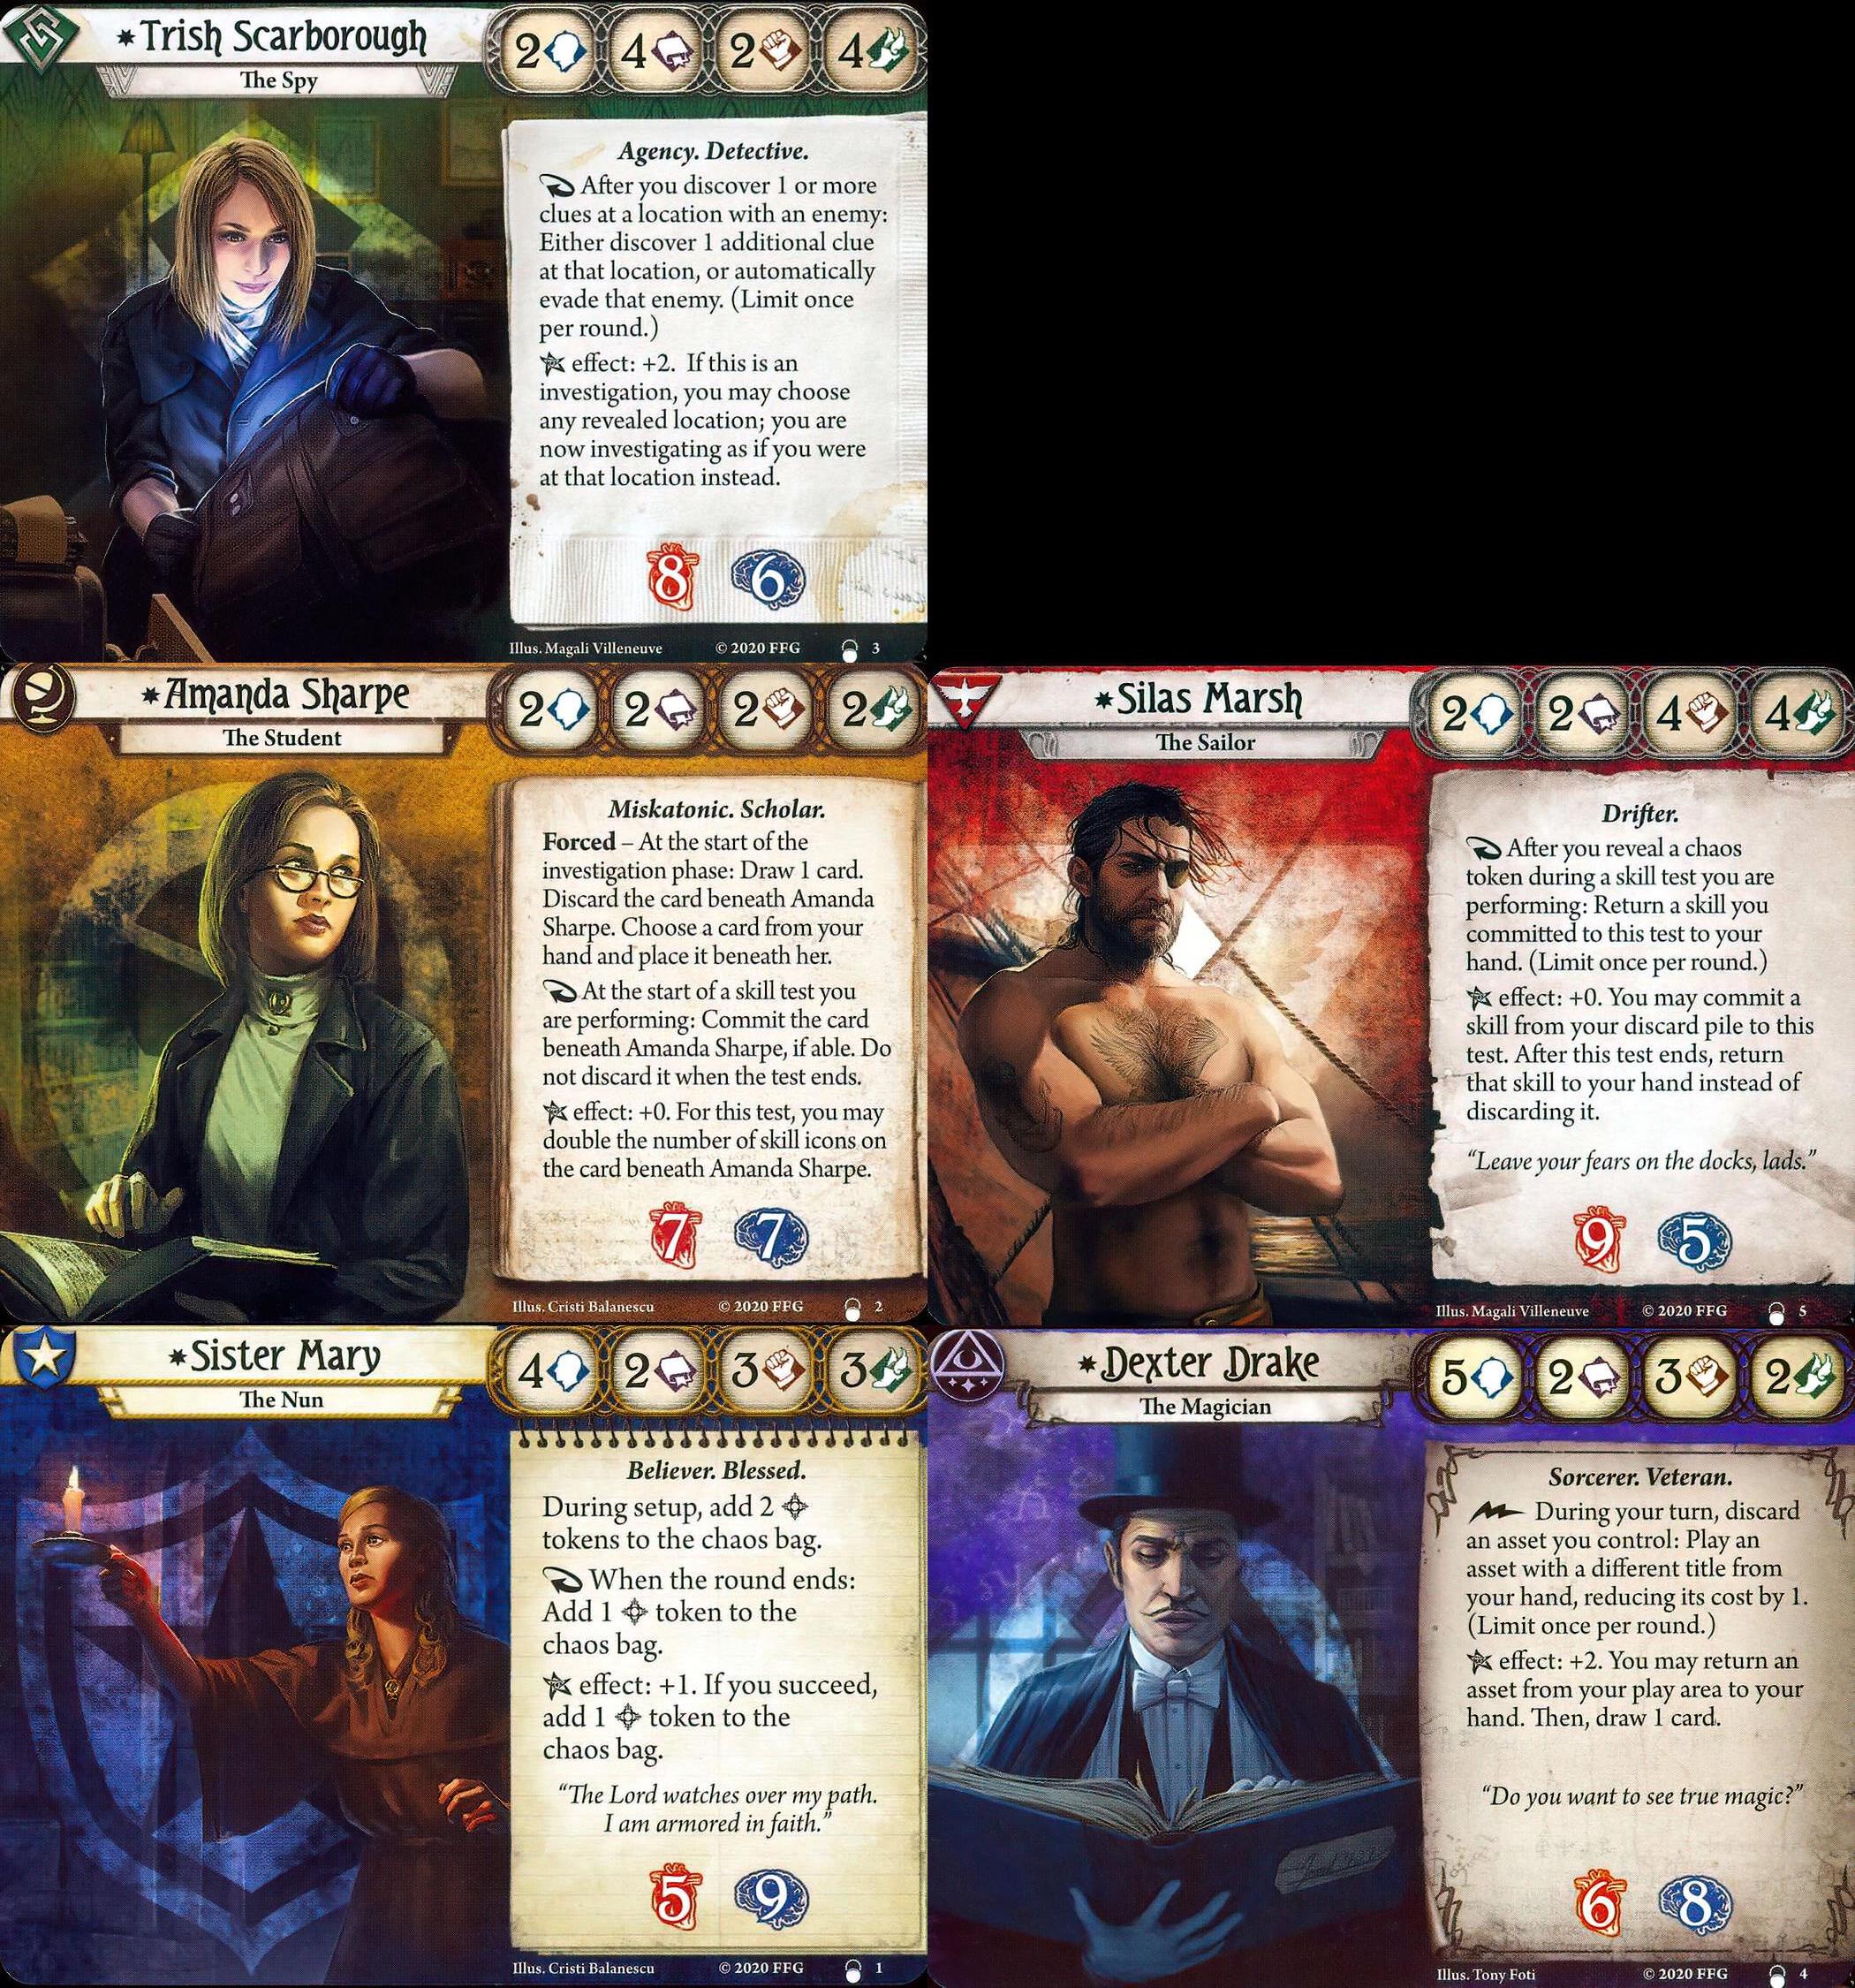 ✷Trish Scarborough
The Spy
2 4 2 4
Agency. Detective.
After you discover 1 or more
clues at a location with an enemy:
Either discover 1 additional clue
at that location, or automatically
evade that enemy. (Limit once
per round.)
effect: +2. If this is an
investigation, you may choose
any revealed location; you are
now investigating as if you were
at that location instead.
8 6
Illus. Magali Villeneuve © 2020 FFG 3
✷Amanda Sharpe
The Student
2 2 2 2
Miskatonic. Scholar.
Forced – At the start of the
investigation phase: Draw 1 card.
Discard the card beneath Amanda
Sharpe. Choose a card from your
hand and place it beneath her.
At the start of a skill test you
are performing: Commit the card
beneath Amanda Sharpe, if able. Do
not discard it when the test ends.
effect: +0. For this test, you may
double the number of skill icons on
the card beneath Amanda Sharpe.
7 7
Illus. Cristi Balanescu © 2020 FFG 2
✷Silas Marsh
The Sailor
2 2 4 4
Drifter.
After you reveal a chaos
token during a skill test you are
performing: Return a skill you
committed to this test to your
hand. (Limit once per round.)
effect: +0. You may commit a
skill from your discard pile to this
test. After this test ends, return
that skill to your hand instead of
discarding it.
“Leave your fears on the docks, lads.”
9 5
Illus. Magali Villeneuve © 2020 FFG 5
✷Sister Mary
The Nun
4 2 3 3
Believer. Blessed.
During setup, add 2
tokens to the chaos bag.
When the round ends:
Add 1 token to the
chaos bag.
effect: +1. If you succeed,
add 1 token to the
chaos bag.
“The Lord watches over my path.
I am armored in faith.”
5 9
Illus. Cristi Balanescu © 2020 FFG 1
✷Dexter Drake
The Magician
5 2 3 2
Sorcerer. Veteran.
During your turn, discard
an asset you control: Play an
asset with a different title from
your hand, reducing its cost by 1.
(Limit once per round.)
effect: +2. You may return an
asset from your play area to your
hand. Then, draw 1 card.
“Do you want to see true magic?”
6 8
Illus. Tony Foti © 2020 FFG 4